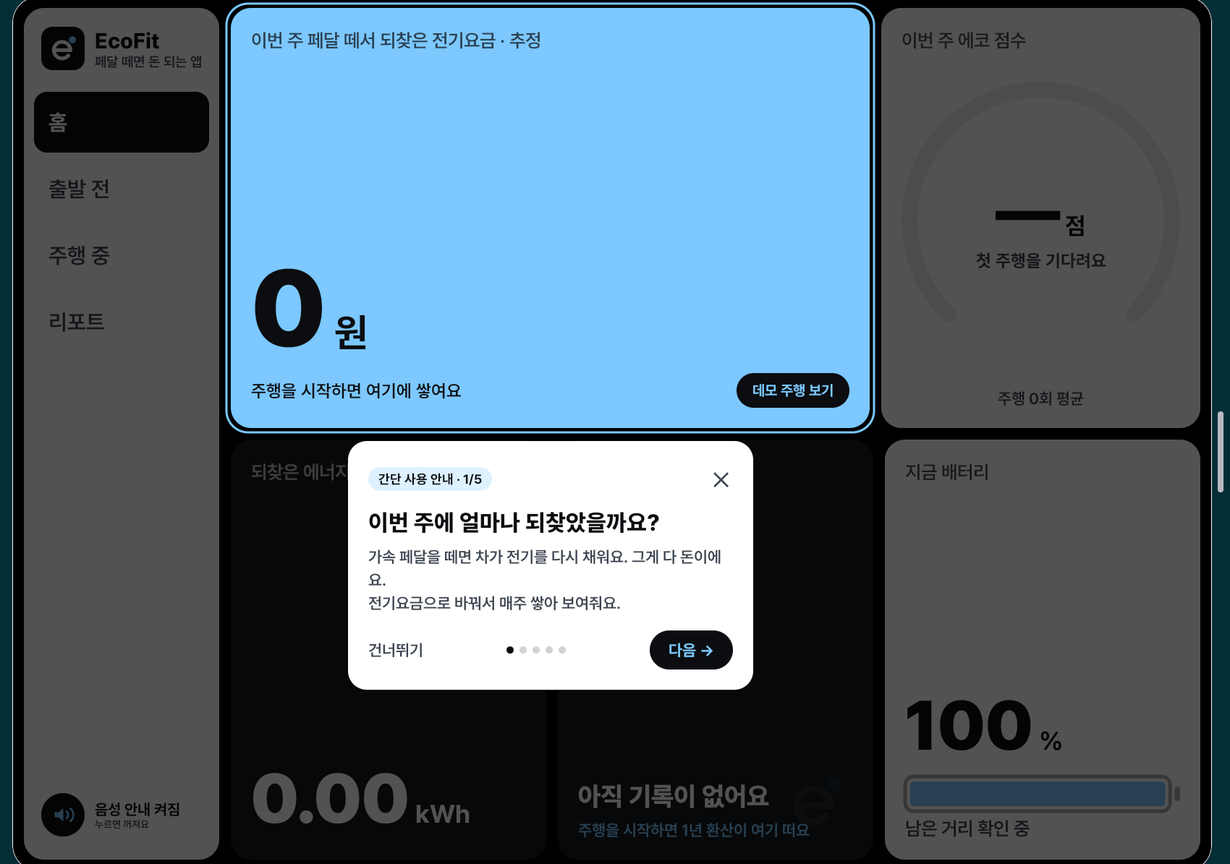 EcoFit
페달 떼면 돈 되는 앱
홈
출발 전
주행 중
리포트
음성 안내 켜짐
누르면 꺼져요
이번 주 페달 떼서 되찾은 전기요금 · 추정
0 원
주행을 시작하면 여기에 쌓여요
데모 주행 보기
이번 주 에코 점수
— 점
첫 주행을 기다려요
주행 0회 평균
되찾은 에너지
0.00 kWh
간단 사용 안내 · 1/5
이번 주에 얼마나 되찾았을까요?
가속 페달을 떼면 차가 전기를 다시 채워요. 그게 다 돈이에
요.
전기요금으로 바꿔서 매주 쌓아 보여줘요.
건너뛰기
다음 →
아직 기록이 없어요
주행을 시작하면 1년 환산이 여기 떠요
지금 배터리
100 %
남은 거리 확인 중